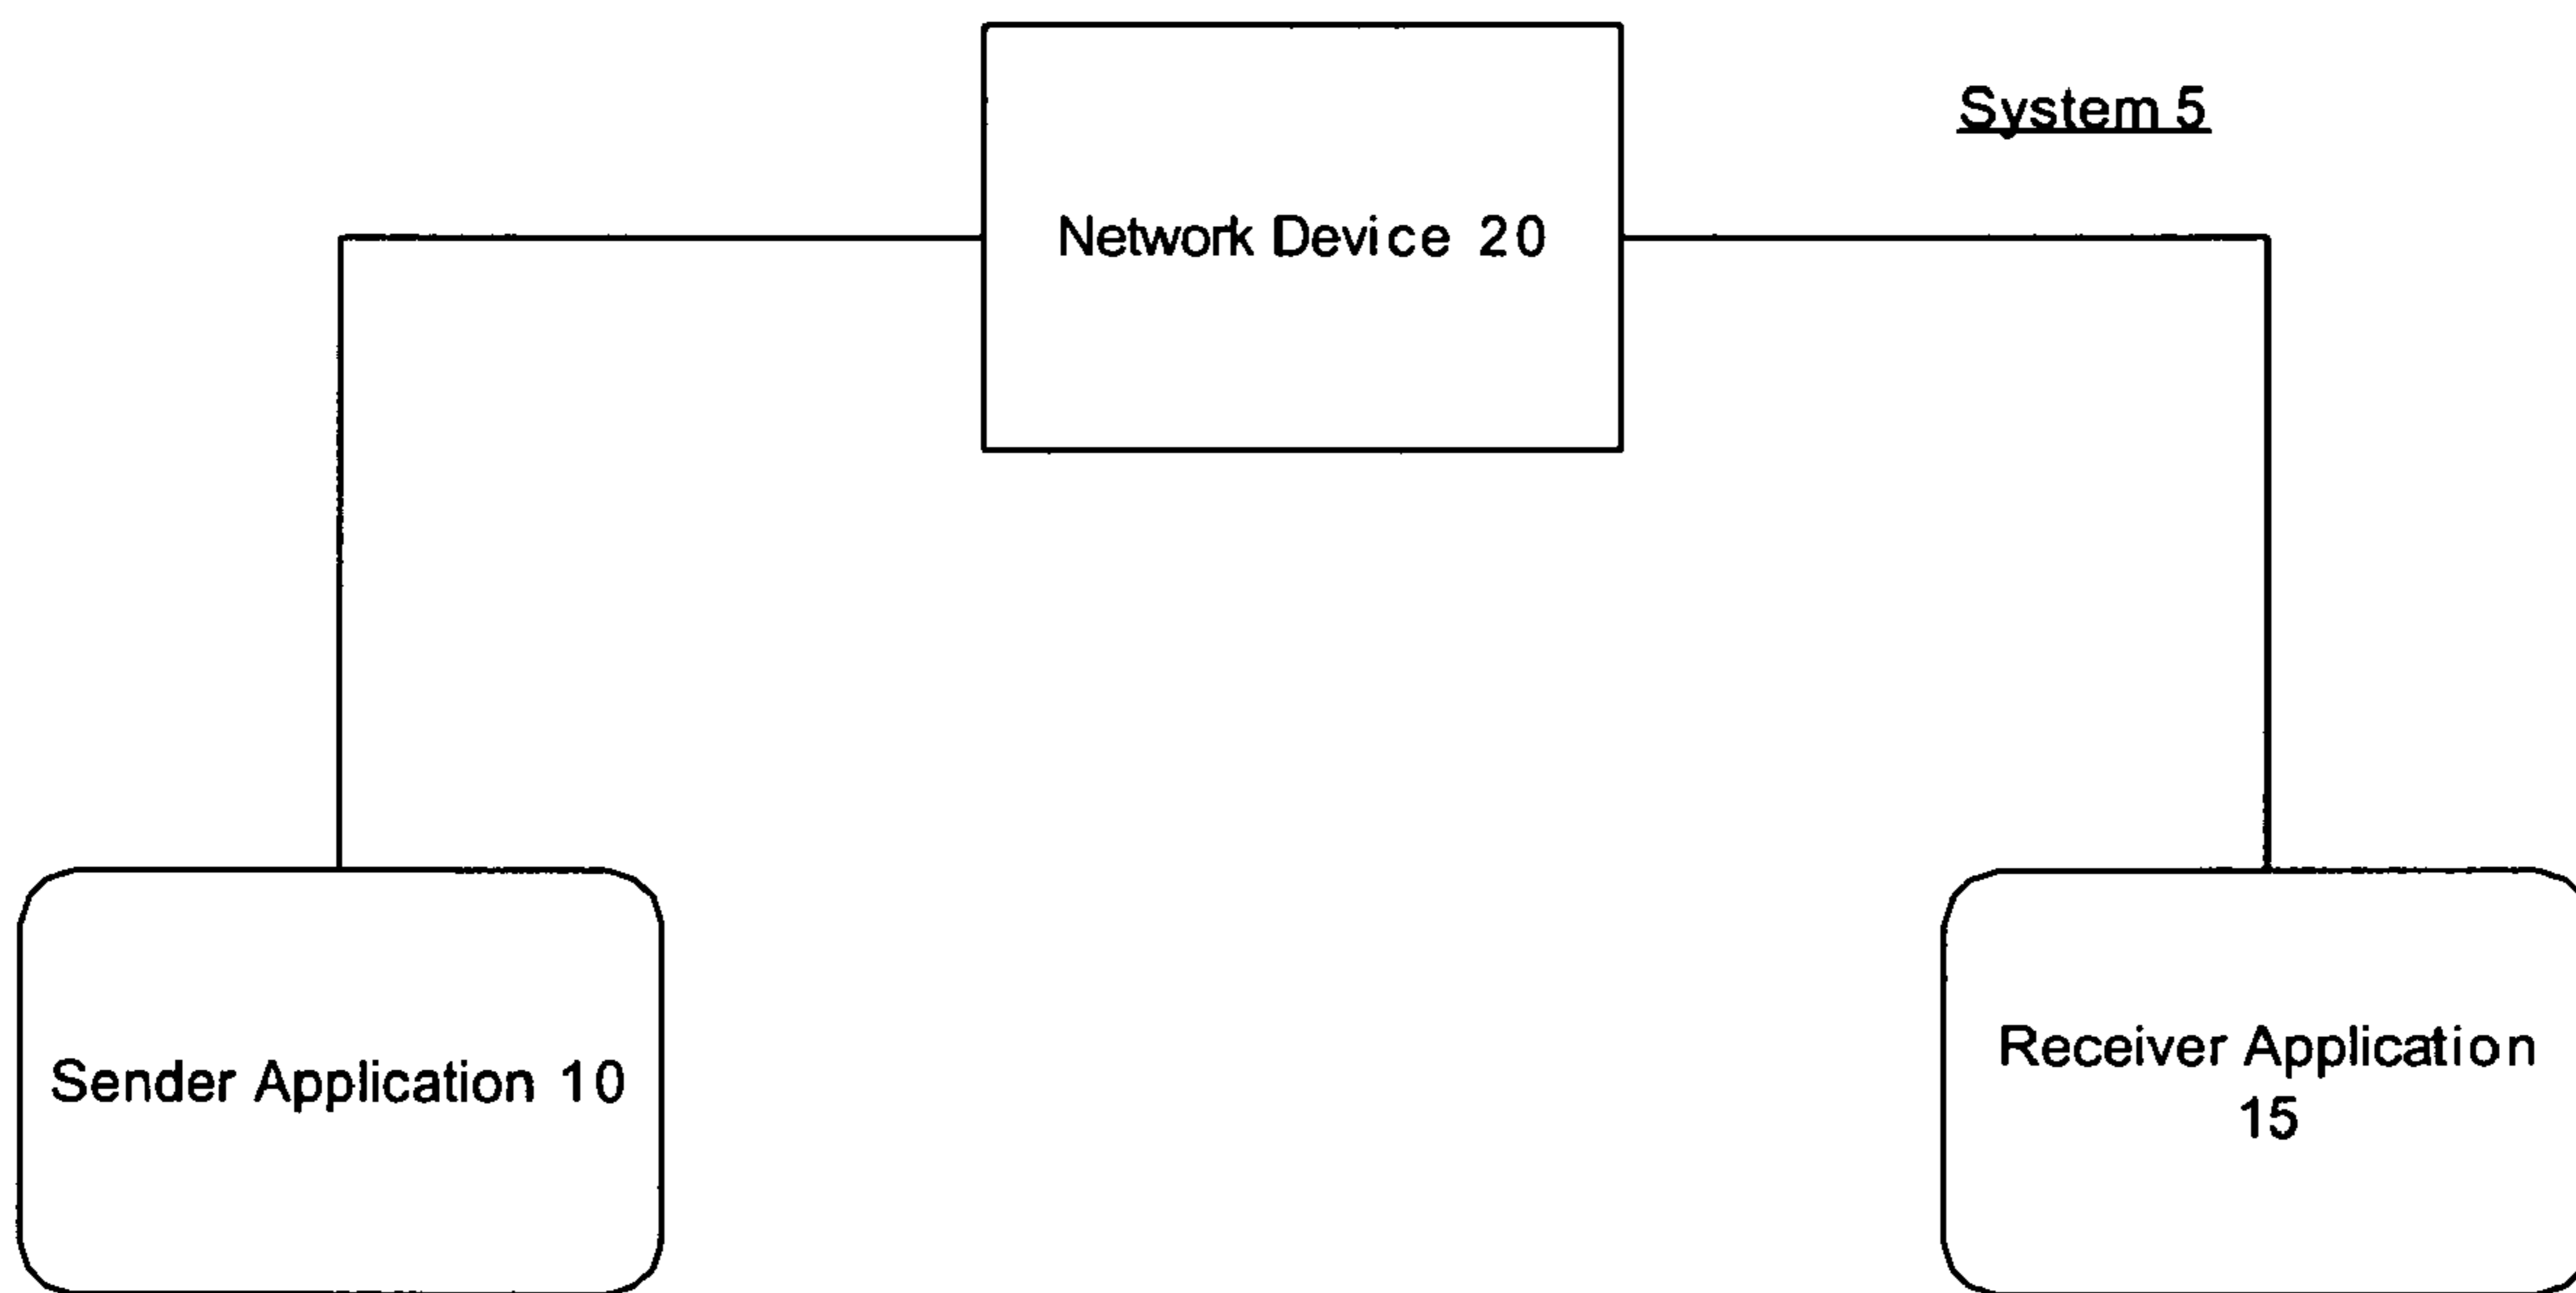 System 5
Network Device 20
Sender Application 10
Receiver Application
15